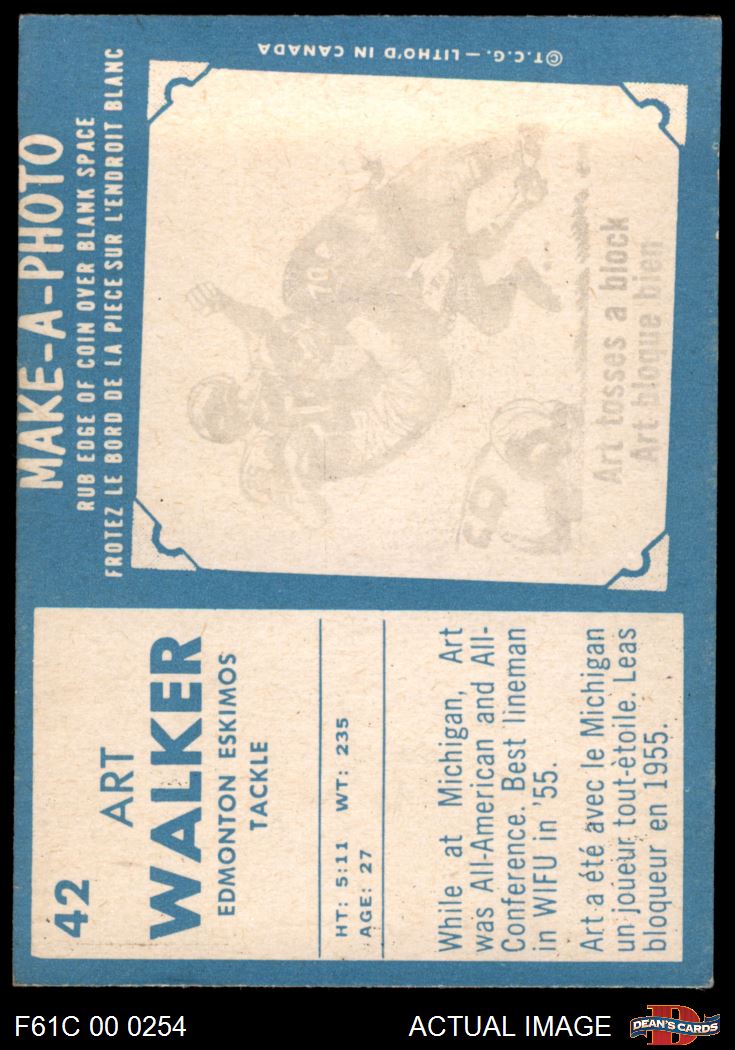 42
ART
WALKER
EDMONTON ESKIMOS
TACKLE
HT: 5:11 WT: 235
AGE: 27
While at Michigan, Art
was All-American and All-
Conference. Best lineman
in WIFU in '55.
Art a été avec le Michigan
un joueur tout-ètoile. Leas
bloqueur en 1955.
MAKE-A-PHOTO
RUB EDGE OF COIN OVER BLANK SPACE
FROTEZ LE BORD DE LA PIECE SUR L'ENDROIT BLANC
70
Art tosses a block
Art bloque bien
©T.C.G. — LITHO'D IN CANADA
F61C 00 0254
ACTUAL IMAGE
DEAN'S CARDS